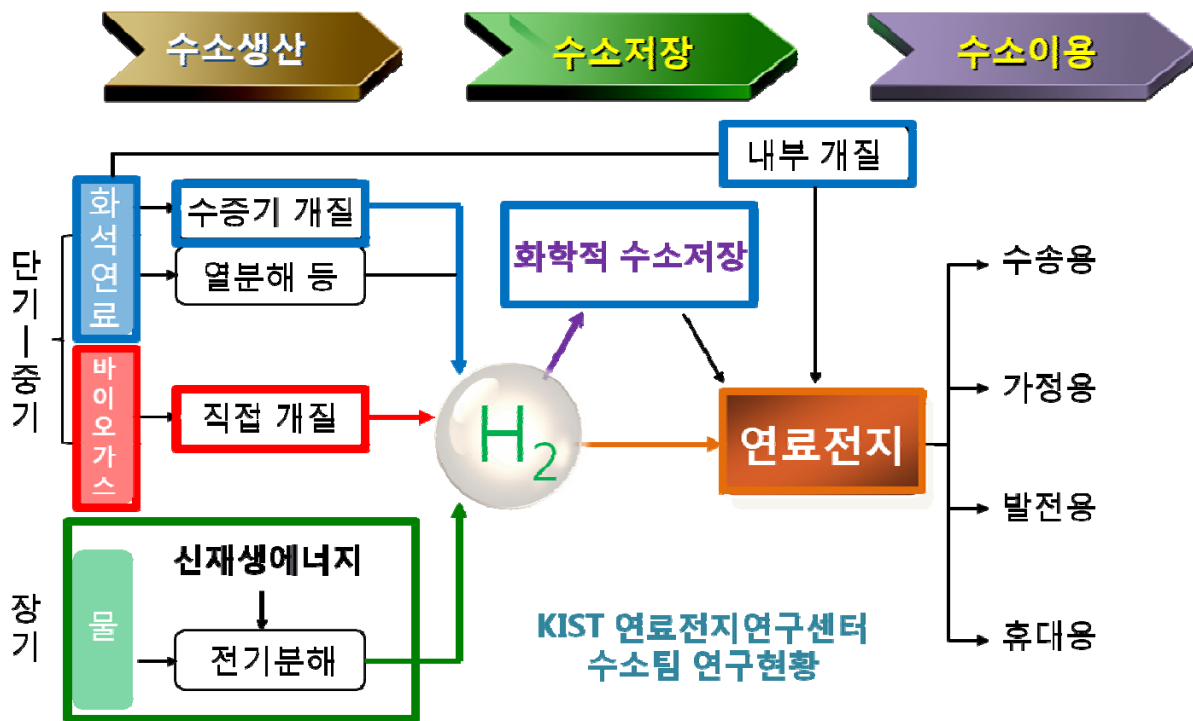 수소생산
수소저장
수소이용
내부 개질
화석연료
수증기 개질
열분해 등
화학적 수소저장
단기-중기
바이오가스
직접 개질
H2
연료전지
수송용
가정용
발전용
휴대용
장기
물
신재생에너지
전기분해
KIST 연료전지연구센터
수소팀 연구현황